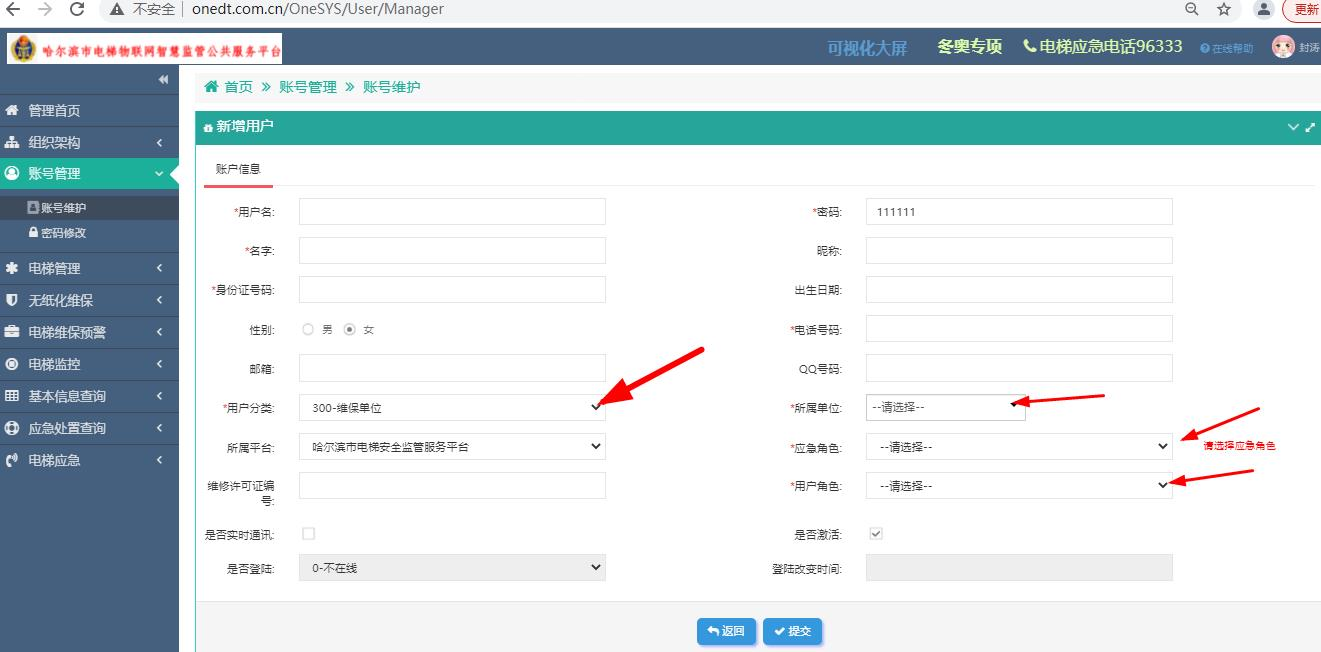 不安全 | onedt.com.cn/OneSYS/User/Manager 更新
哈尔滨市电梯物联网智慧监管公共服务平台 可视化大屏 冬奥专项 电梯应急电话96333 在线帮助 封涛
首页 » 账号管理 » 账号维护
管理首页
组织架构
账号管理
账号维护
密码修改
电梯管理
无纸化维保
电梯维保预警
电梯监控
基本信息查询
应急处置查询
电梯应急
新增用户
账户信息
*用户名: *密码: 111111
*名字: 昵称:
*身份证号码: 出生日期:
性别: 男 女 *电话号码:
邮箱: QQ号码:
*用户分类: 300-维保单位 *所属单位: --请选择--
所属平台: 哈尔滨市电梯安全监管服务平台 *应急角色: --请选择-- 请选择应急角色
维修许可证编
号: *用户角色: --请选择--
是否实时通讯: 是否激活:
是否登陆: 0-不在线 登陆改变时间:
返回 提交